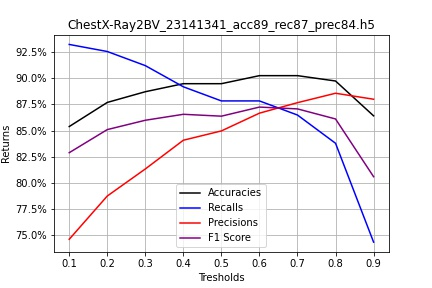 ChestX-Ray2BV_23141341_acc89_rec87_prec84.h5
92.5%
90.0%
87.5%
85.0%
82.5%
80.0%
77.5%
75.0%
Returns
Accuracies
Recalls
Precisions
F1 Score
0.1 0.2 0.3 0.4 0.5 0.6 0.7 0.8 0.9
Tresholds